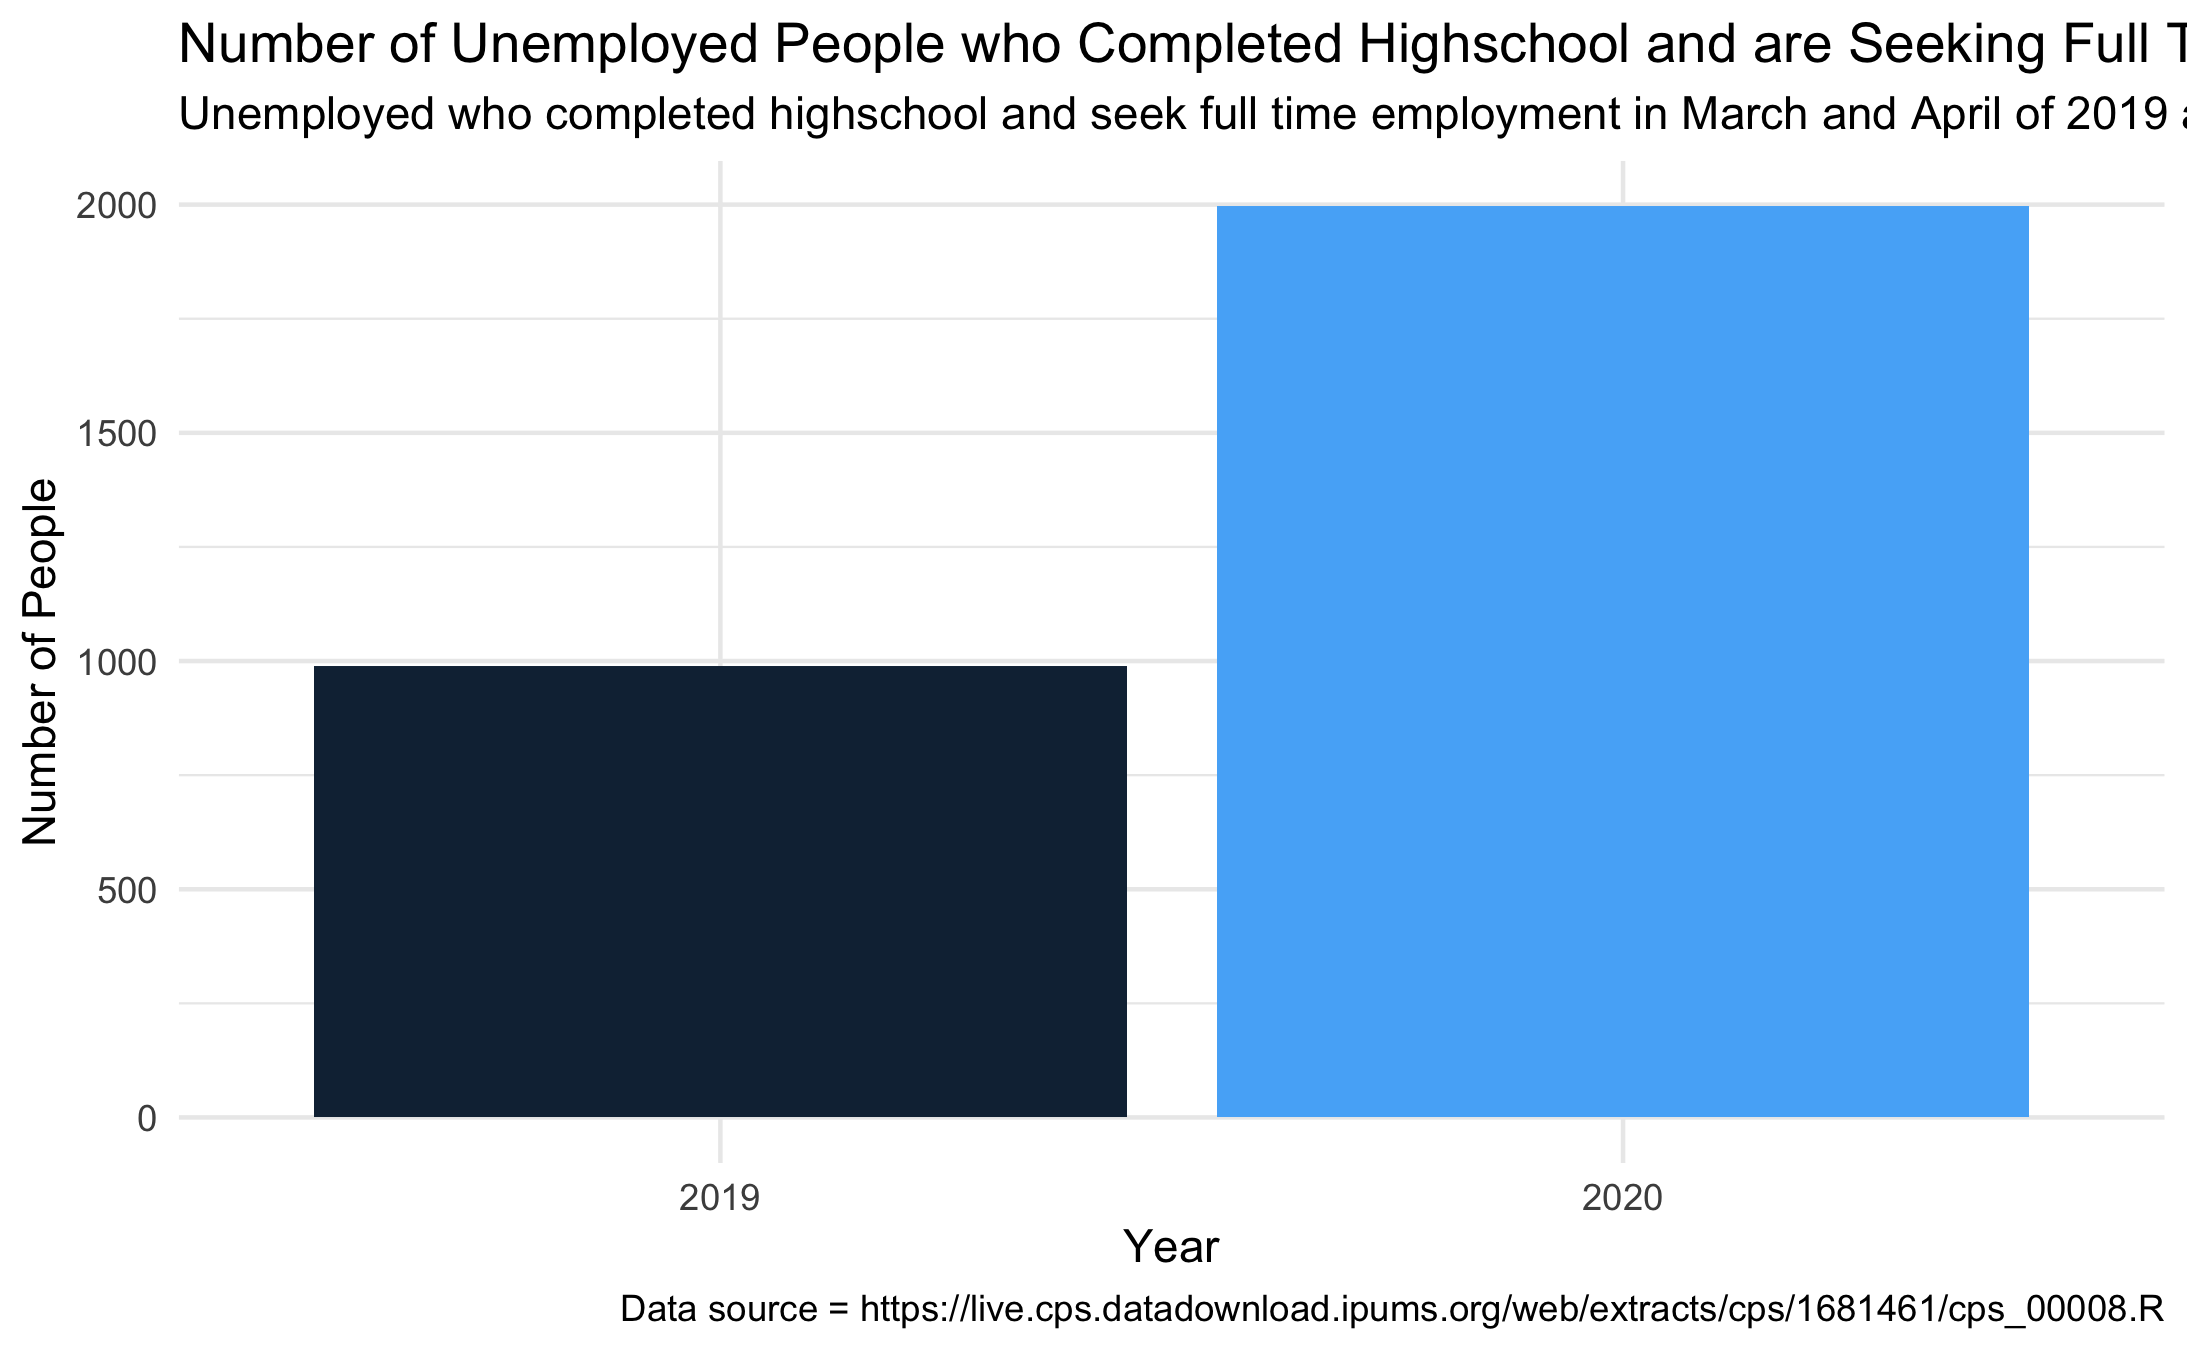 Number of Unemployed People who Completed Highschool and are Seeking Full T
Unemployed who completed highschool and seek full time employment in March and April of 2019 a
2000
1500
1000
500
0
Number of People
2019
2020
Year
Data source = https://live.cps.datadownload.ipums.org/web/extracts/cps/1681461/cps_00008.R